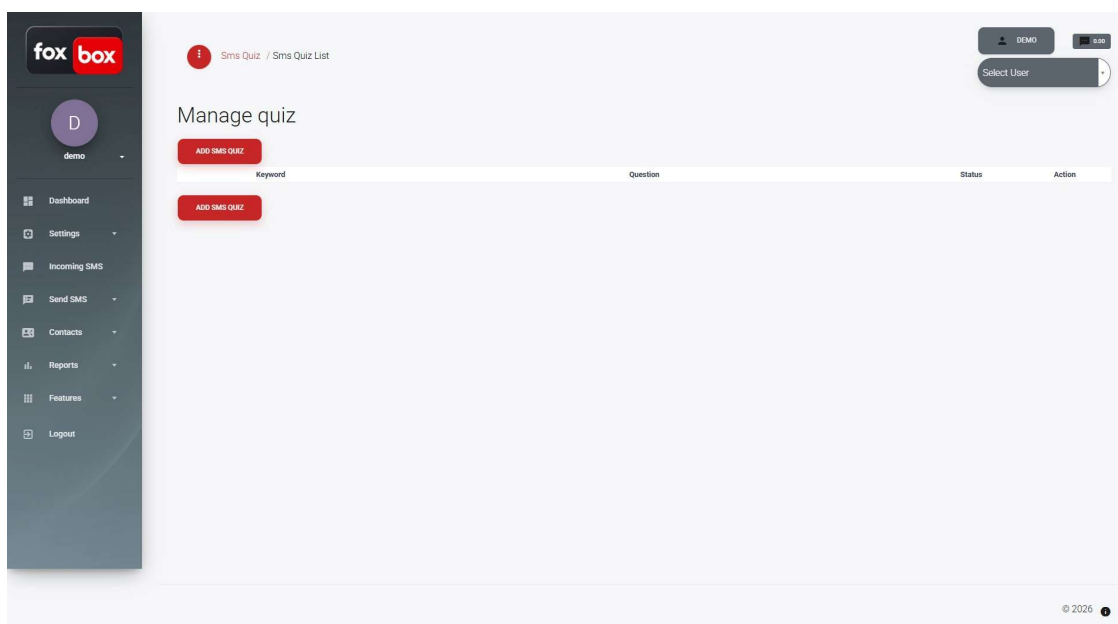 fox box
D
demo
Dashboard
Settings
Incoming SMS
Send SMS
Contacts
Reports
Features
Logout
Sms Quiz / Sms Quiz List
DEMO
0.00
Select User
Manage quiz
ADD SMS QUIZ
Keyword Question Status Action
ADD SMS QUIZ
© 2026